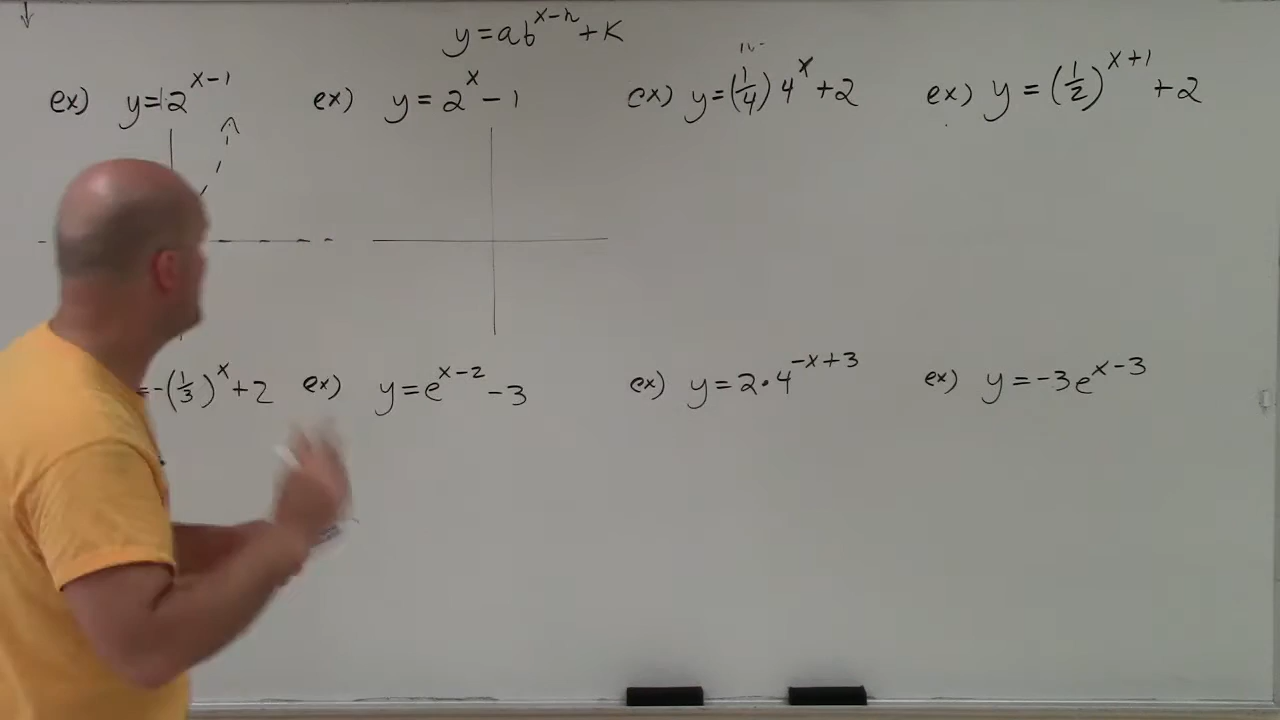 y=ab^{x-h}+k
ex) y=12^{x-1} ex) y=2^x-1 ex) y=(1/4)4^x+2 ex) y=(1/2)^{x+1}+2
=-(1/3)^x+2 ex) y=e^{x-2}-3 ex) y=2•4^{-x+3} ex) y=-3e^{x-3}